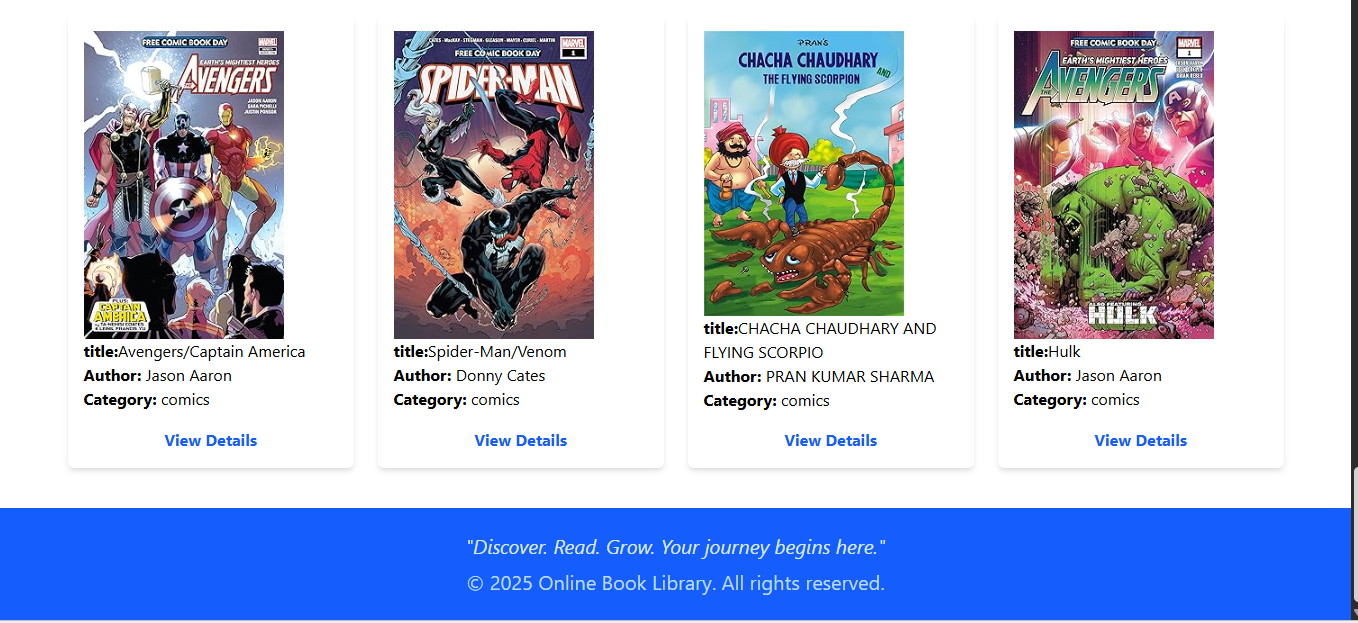 FREE COMIC BOOK DAY
MARVEL
EARTH'S MIGHTIEST HEROES
THE AVENGERS
JASON AARON
SARA PICHELLI
JUSTIN PONSOR
PLUS:
CAPTAIN
AMERICA
TA-NEHISI COATES
& LEINIL FRANCIS YU
title:Avengers/Captain America
Author: Jason Aaron
Category: comics
View Details
CATES • MacKAY • STEGMAN • GLEASON • MAYER • CURIEL • MARTIN
FREE COMIC BOOK DAY
MARVEL
1
SPIDER-MAN
title:Spider-Man/Venom
Author: Donny Cates
Category: comics
View Details
PRAN'S
CHACHA CHAUDHARY
AND
THE FLYING SCORPION
title:CHACHA CHAUDHARY AND
FLYING SCORPIO
Author: PRAN KUMAR SHARMA
Category: comics
View Details
FREE COMIC BOOK DAY
MARVEL
1
EARTH'S MIGHTIEST HEROES
THE AVENGERS
JASON AARON
ALSO FEATURING
HULK
title:Hulk
Author: Jason Aaron
Category: comics
View Details
"Discover. Read. Grow. Your journey begins here."
© 2025 Online Book Library. All rights reserved.